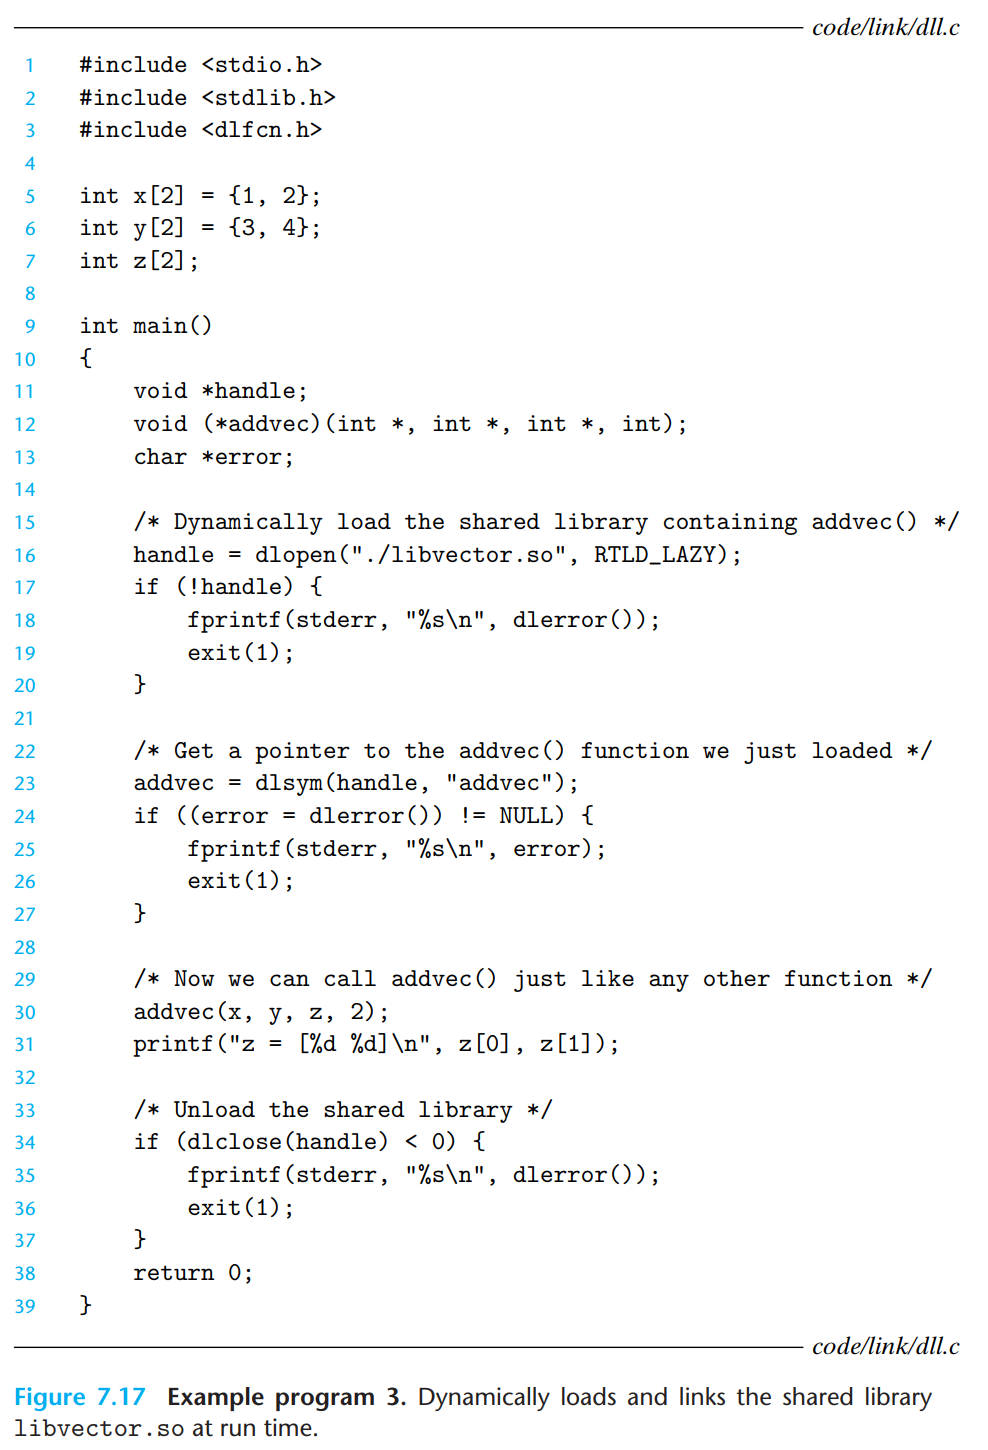 code/link/dll.c
1 #include <stdio.h>
2 #include <stdlib.h>
3 #include <dlfcn.h>
4
5 int x[2] = {1, 2};
6 int y[2] = {3, 4};
7 int z[2];
8
9 int main()
10 {
11     void *handle;
12     void (*addvec)(int *, int *, int *, int);
13     char *error;
14
15     /* Dynamically load the shared library containing addvec() */
16     handle = dlopen("./libvector.so", RTLD_LAZY);
17     if (!handle) {
18         fprintf(stderr, "%s\n", dlerror());
19         exit(1);
20     }
21
22     /* Get a pointer to the addvec() function we just loaded */
23     addvec = dlsym(handle, "addvec");
24     if ((error = dlerror()) != NULL) {
25         fprintf(stderr, "%s\n", error);
26         exit(1);
27     }
28
29     /* Now we can call addvec() just like any other function */
30     addvec(x, y, z, 2);
31     printf("z = [%d %d]\n", z[0], z[1]);
32
33     /* Unload the shared library */
34     if (dlclose(handle) < 0) {
35         fprintf(stderr, "%s\n", dlerror());
36         exit(1);
37     }
38     return 0;
39 }
code/link/dll.c
Figure 7.17 Example program 3. Dynamically loads and links the shared library
libvector.so at run time.